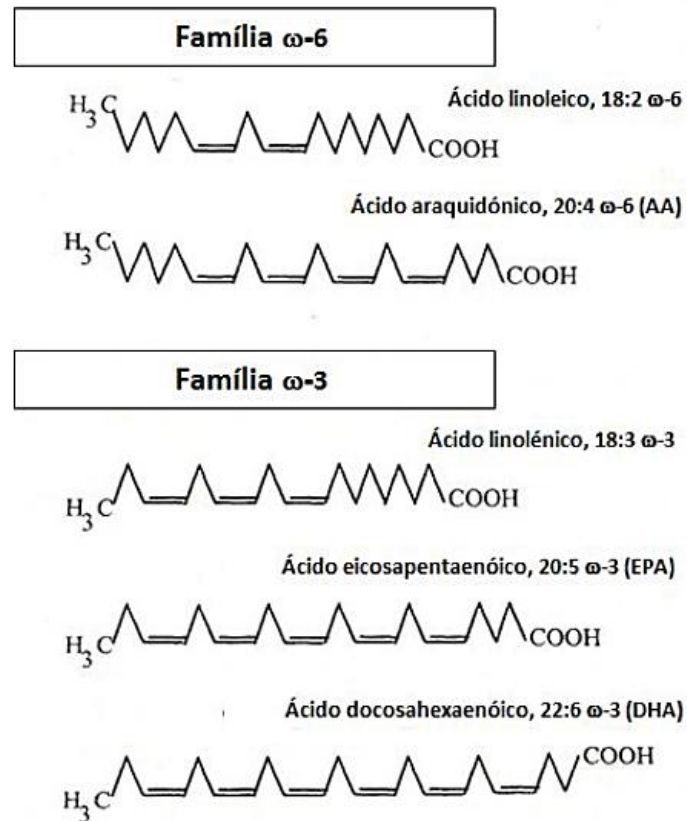 Família ω-6
Ácido linoleico, 18:2 ω-6
H3C
COOH
Ácido araquidónico, 20:4 ω-6 (AA)
H3C
COOH
Família ω-3
Ácido linolénico, 18:3 ω-3
H3C
COOH
Ácido eicosapentaenóico, 20:5 ω-3 (EPA)
H3C
COOH
Ácido docosahexaenóico, 22:6 ω-3 (DHA)
COOH
H3C